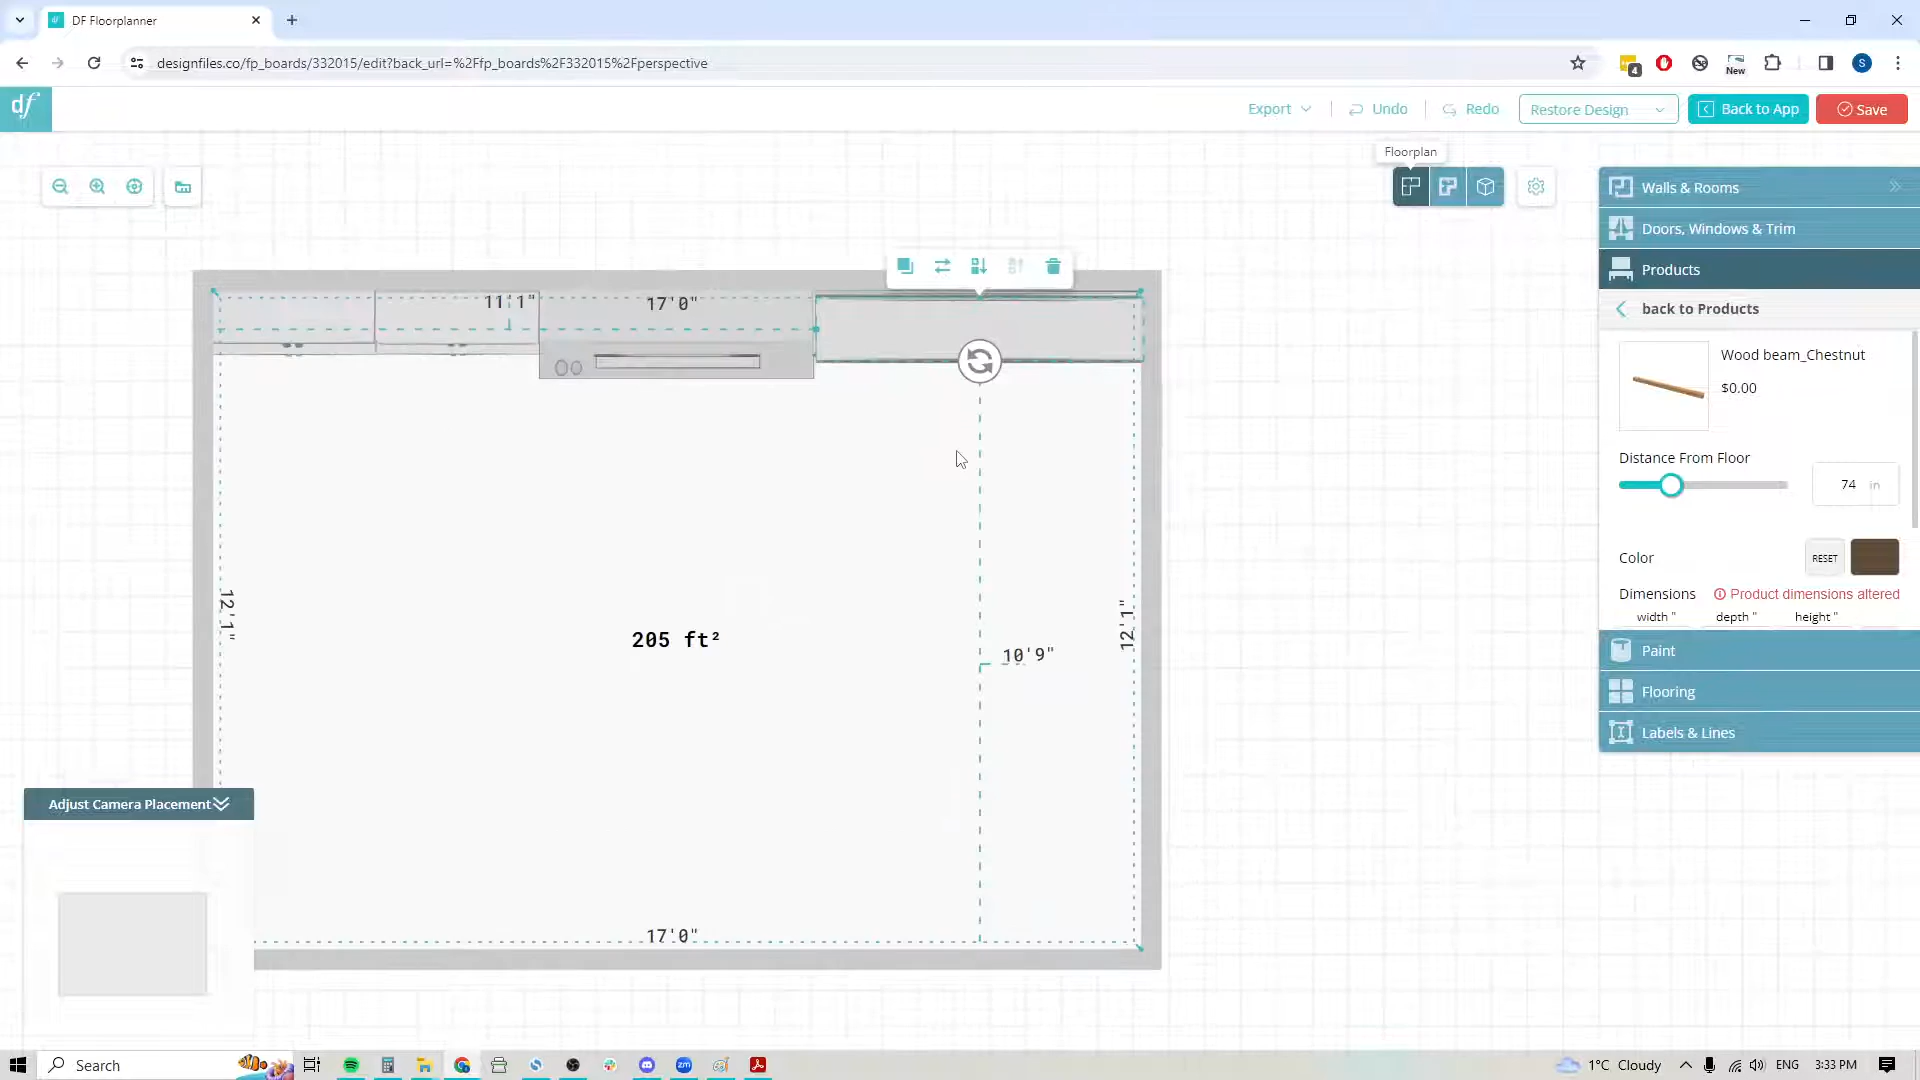 DF Floorplanner
designfiles.co/fp_boards/332015/edit?back_url=%2Ffp_boards%2F332015%2Fperspective
4
New
S
df
Export
Undo
Redo
Restore Design
Back to App
Save
Floorplan
Walls & Rooms
Doors, Windows & Trim
Products
back to Products
Wood beam_Chestnut
$0.00
Distance From Floor
74 in
Color
RESET
Dimensions
Product dimensions altered
width "
depth "
height "
Paint
Flooring
Labels & Lines
11'1"
17'0"
12'1"
205 ft²
10'9"
12'1"
17'0"
Adjust Camera Placement
Search
zm
1°C Cloudy
ENG
3:33 PM